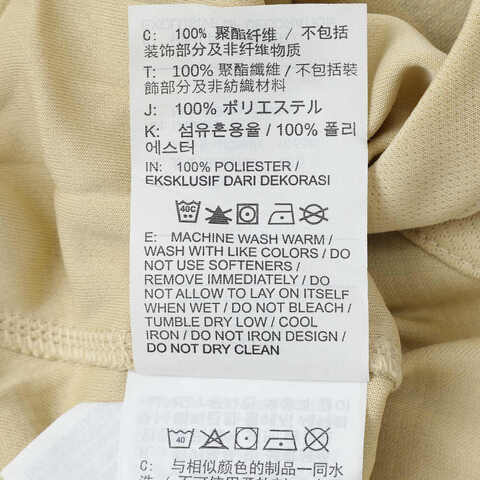 C: 100% 聚酯纤维 / 不包括
装饰部分及非纤维物质
T: 100% 聚酯纖維 / 不包括裝
飾部分及非紡織材料
J: 100% ポリエステル
K: 섬유혼용율 / 100% 폴리
에스터
IN: 100% POLIESTER /
EKSKLUSIF DARI DEKORASI
40C
E: MACHINE WASH WARM /
WASH WITH LIKE COLORS / DO
NOT USE SOFTENERS /
REMOVE IMMEDIATELY / DO
NOT ALLOW TO LAY ON ITSELF
WHEN WET / DO NOT BLEACH /
TUMBLE DRY LOW / COOL
IRON / DO NOT IRON DESIGN /
DO NOT DRY CLEAN
40
C: 与相似颜色的制品一同水